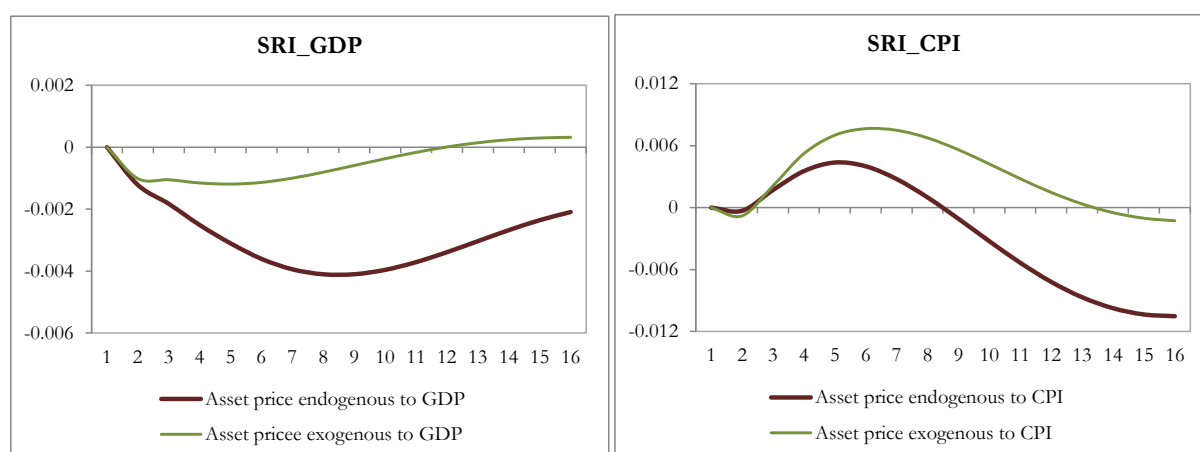 SRI_GDP
0.002
0
-0.002
-0.004
-0.006
1 2 3 4 5 6 7 8 9 10 11 12 13 14 15 16
Asset price endogenous to GDP
Asset pricee exogenous to GDP
SRI_CPI
0.012
0.006
0
-0.006
-0.012
1 2 3 4 5 6 7 8 9 10 11 12 13 14 15 16
Asset price endogenous to CPI
Asset price exogenous to CPI